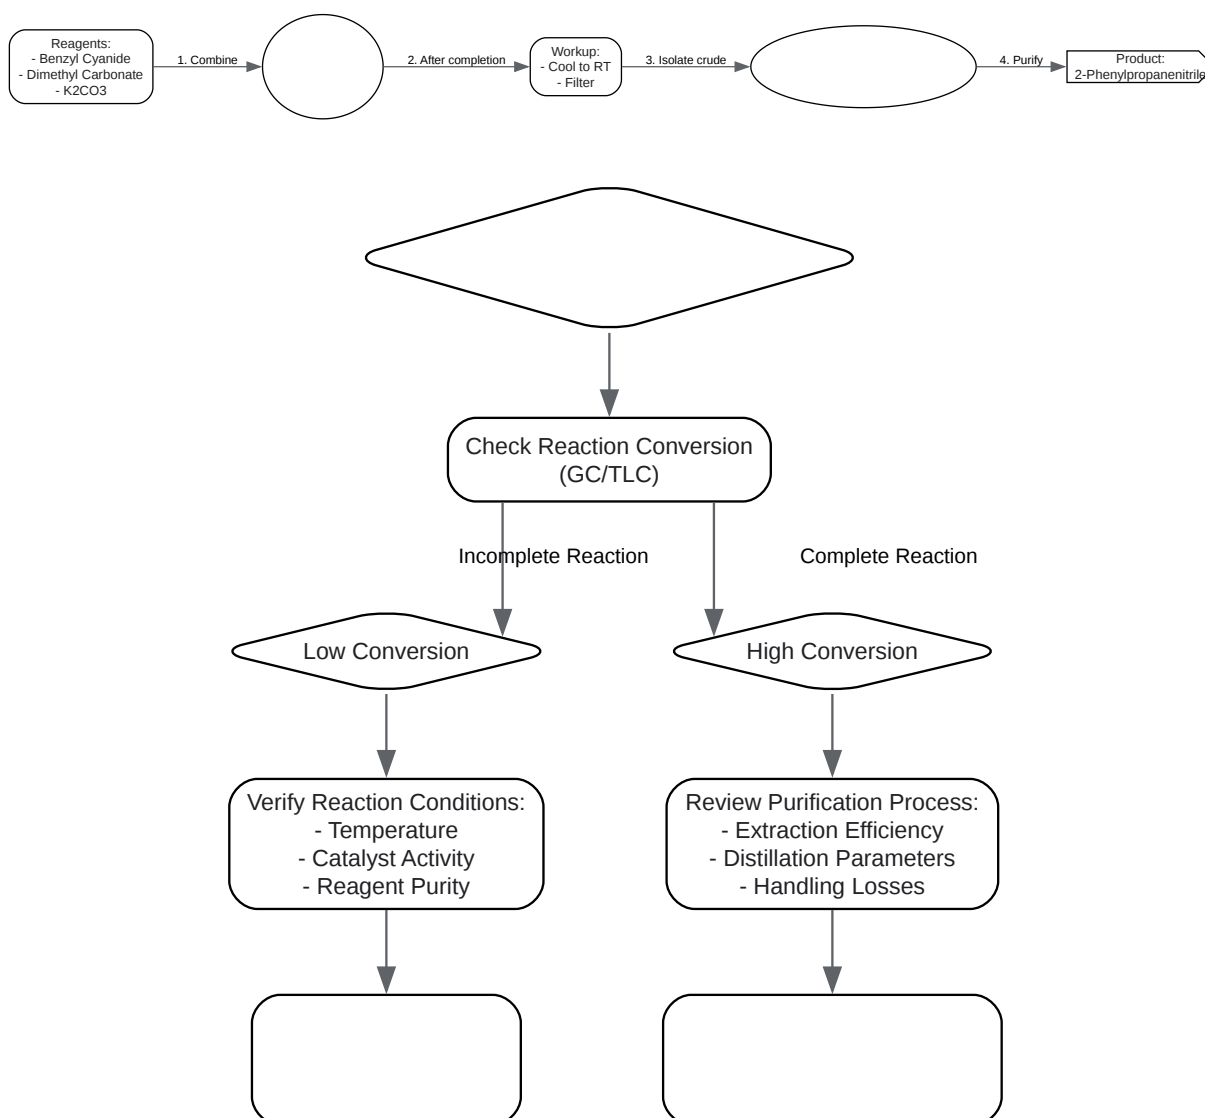 Reagents:
- Benzyl Cyanide
- Dimethyl Carbonate
- K2CO3
1. Combine
2. After completion
Workup:
- Cool to RT
- Filter
3. Isolate crude
4. Purify
Product:
2-Phenylpropanenitrile
Check Reaction Conversion
(GC/TLC)
Incomplete Reaction
Complete Reaction
Low Conversion
High Conversion
Verify Reaction Conditions:
- Temperature
- Catalyst Activity
- Reagent Purity
Review Purification Process:
- Extraction Efficiency
- Distillation Parameters
- Handling Losses